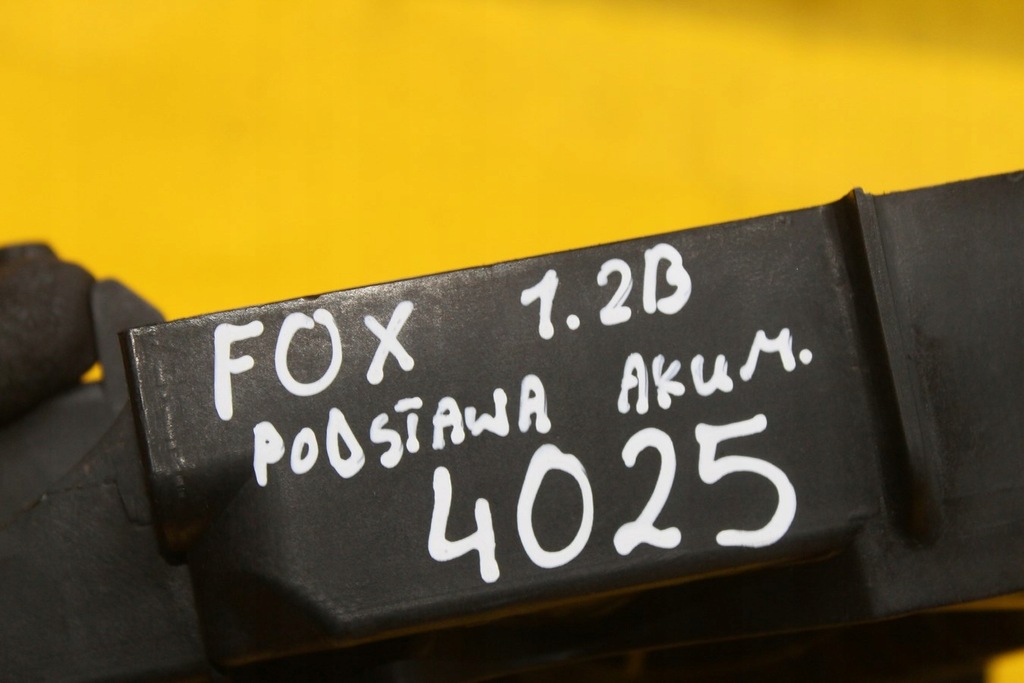 FOX 1.2B
PODSTAWA AKUM.
4025